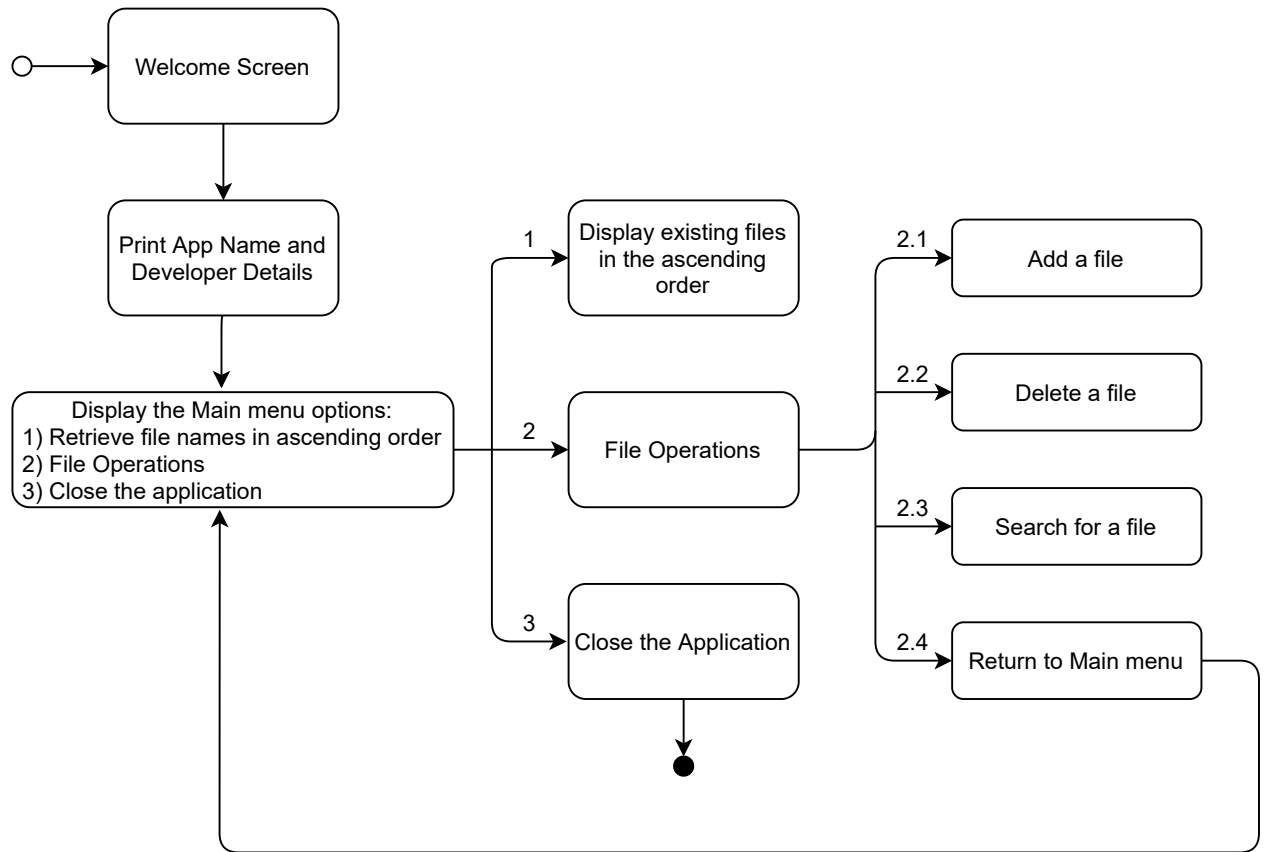 Welcome Screen
Print App Name and
Developer Details
Display the Main menu options:
1) Retrieve file names in ascending order
2) File Operations
3) Close the application
1
Display existing files
in the ascending
order
2
File Operations
3
Close the Application
2.1
Add a file
2.2
Delete a file
2.3
Search for a file
2.4
Return to Main menu